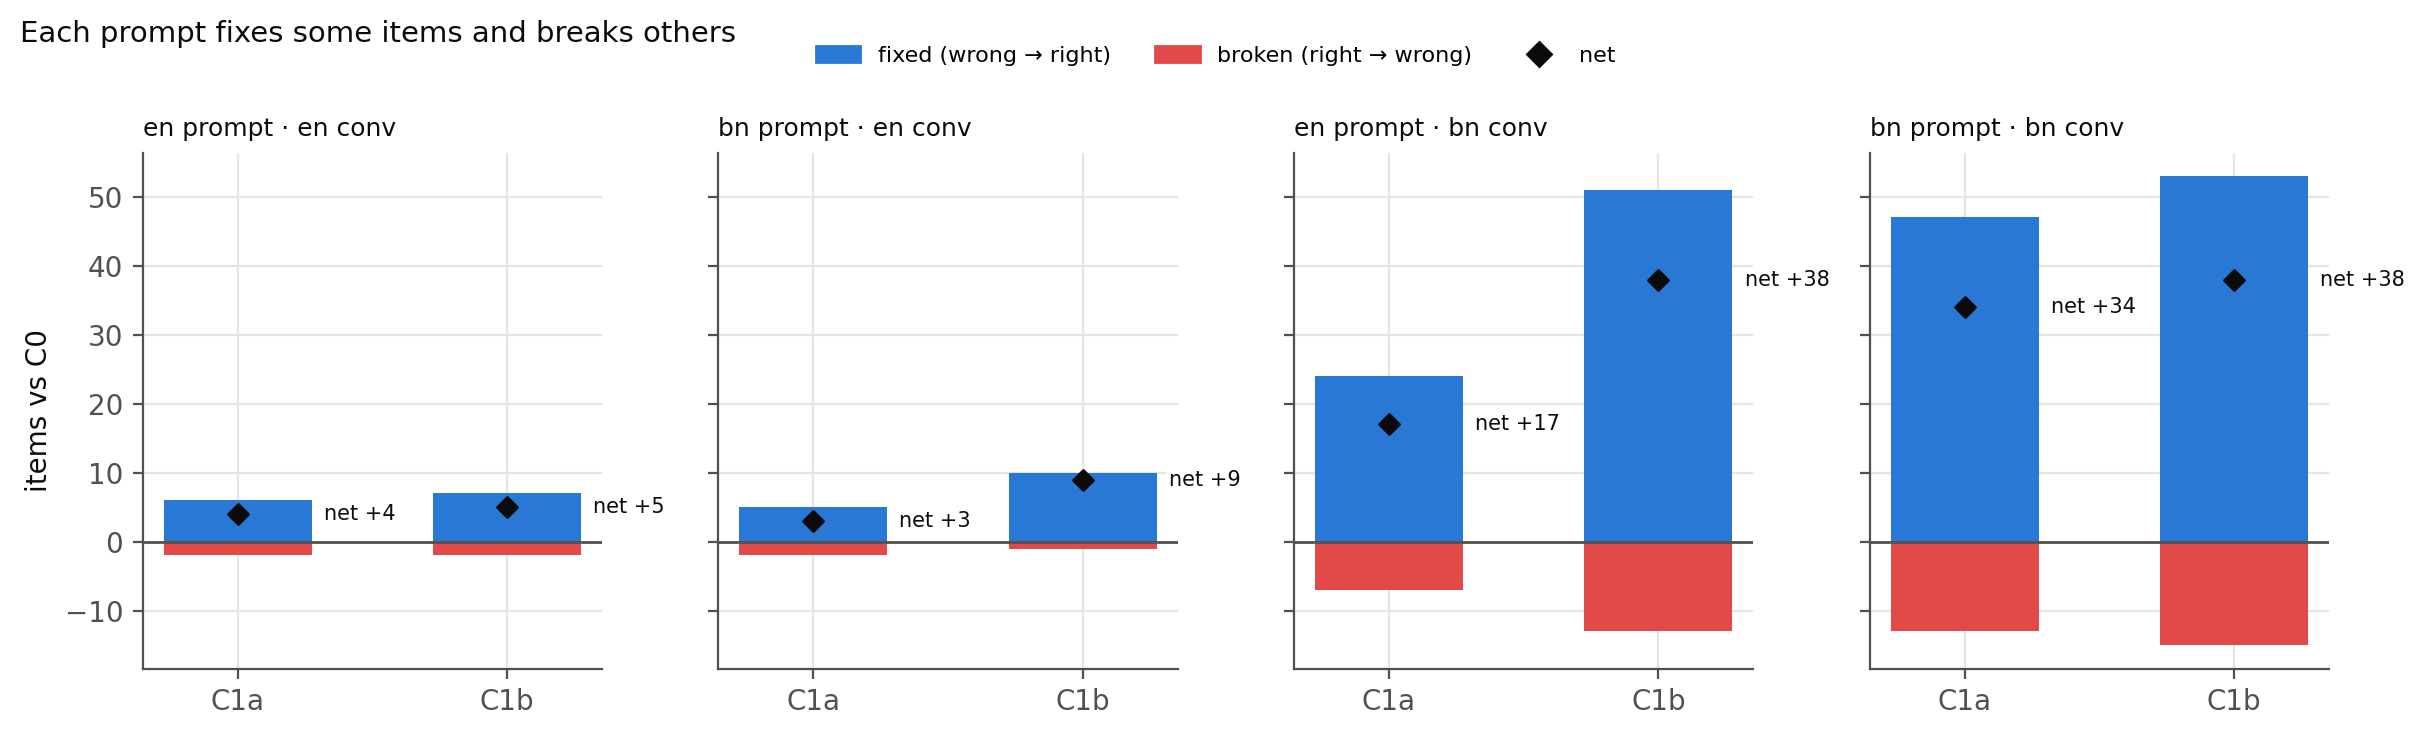 Each prompt fixes some items and breaks others
fixed (wrong → right)
broken (right → wrong)
net
en prompt · en conv
bn prompt · en conv
en prompt · bn conv
bn prompt · bn conv
items vs C0
50
40
30
20
10
0
−10
net +4
net +5
net +3
net +9
net +17
net +38
net +34
net +38
C1a
C1b
C1a
C1b
C1a
C1b
C1a
C1b